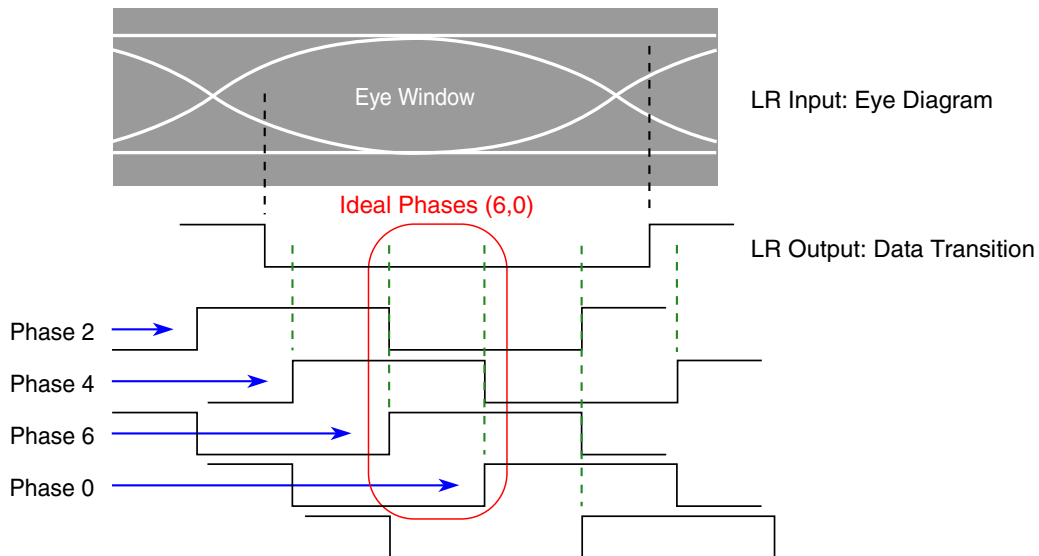 Eye Window
LR Input: Eye Diagram
Ideal Phases (6,0)
LR Output: Data Transition
Phase 2
Phase 4
Phase 6
Phase 0